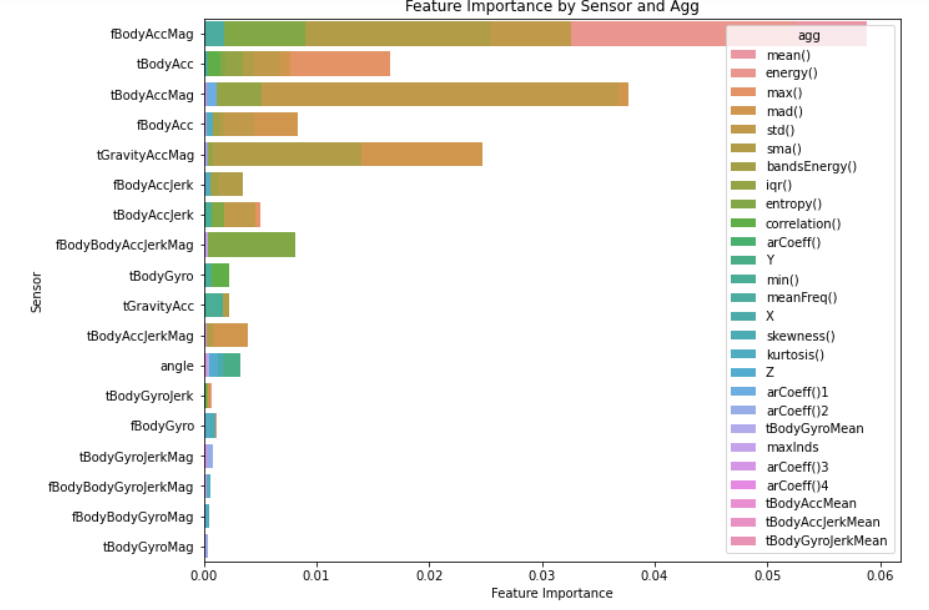 Feature Importance by Sensor and Agg
Sensor
fBodyAccMag
tBodyAcc
tBodyAccMag
fBodyAcc
tGravityAccMag
fBodyAccJerk
tBodyAccJerk
fBodyBodyAccJerkMag
tBodyGyro
tGravityAcc
tBodyAccJerkMag
angle
tBodyGyroJerk
fBodyGyro
tBodyGyroJerkMag
fBodyBodyGyroJerkMag
fBodyBodyGyroMag
tBodyGyroMag
agg
mean()
energy()
max()
mad()
std()
sma()
bandsEnergy()
iqr()
entropy()
correlation()
arCoeff()
Y
min()
meanFreq()
X
skewness()
kurtosis()
Z
arCoeff()1
arCoeff()2
tBodyGyroMean
maxInds
arCoeff()3
arCoeff()4
tBodyAccMean
tBodyAccJerkMean
tBodyGyroJerkMean
0.00 0.01 0.02 0.03 0.04 0.05 0.06
Feature Importance